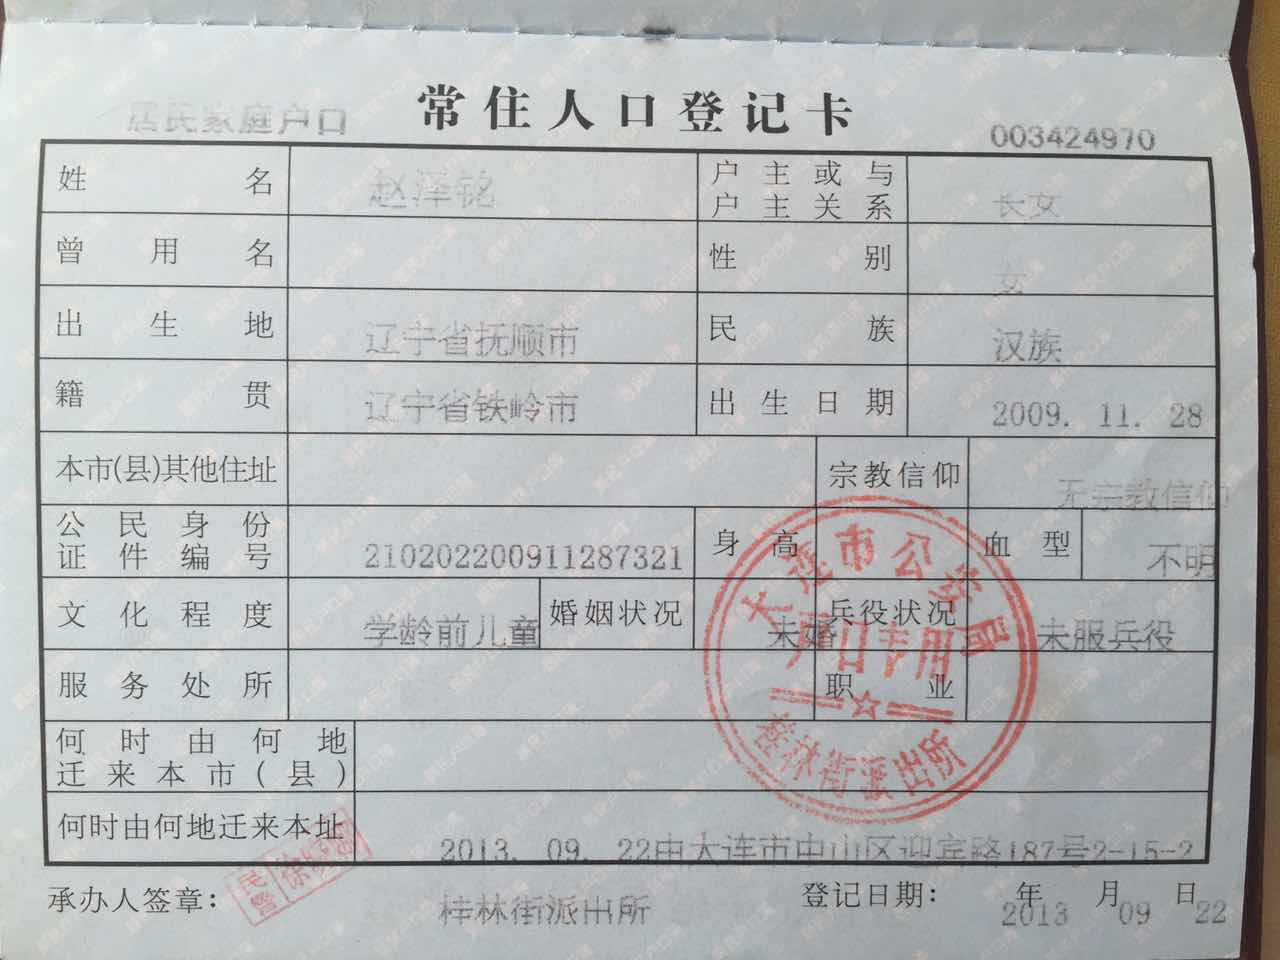 居民家庭户口
常住人口登记卡
003424970
姓名 赵泽铭 户主或与户主关系 长女
曾用名 性别 女
出生地 辽宁省抚顺市 民族 汉族
籍贯 辽宁省铁岭市 出生日期 2009. 11. 28
本市(县)其他住址 宗教信仰 无宗教信仰
公民身份证件编号 210202200911287321 身高 血型 不明
文化程度 学龄前儿童 婚姻状况 未婚 兵役状况 未服兵役
服务处所 职业
何时由何地迁来本市(县)
何时由何地迁来本址 2013. 09. 22由大连市中山区迎宾路187号2-15-2
承办人签章: 桂林街派出所 登记日期: 2013年09月22日
民警
大连市公安局
户口专用
桂林街派出所